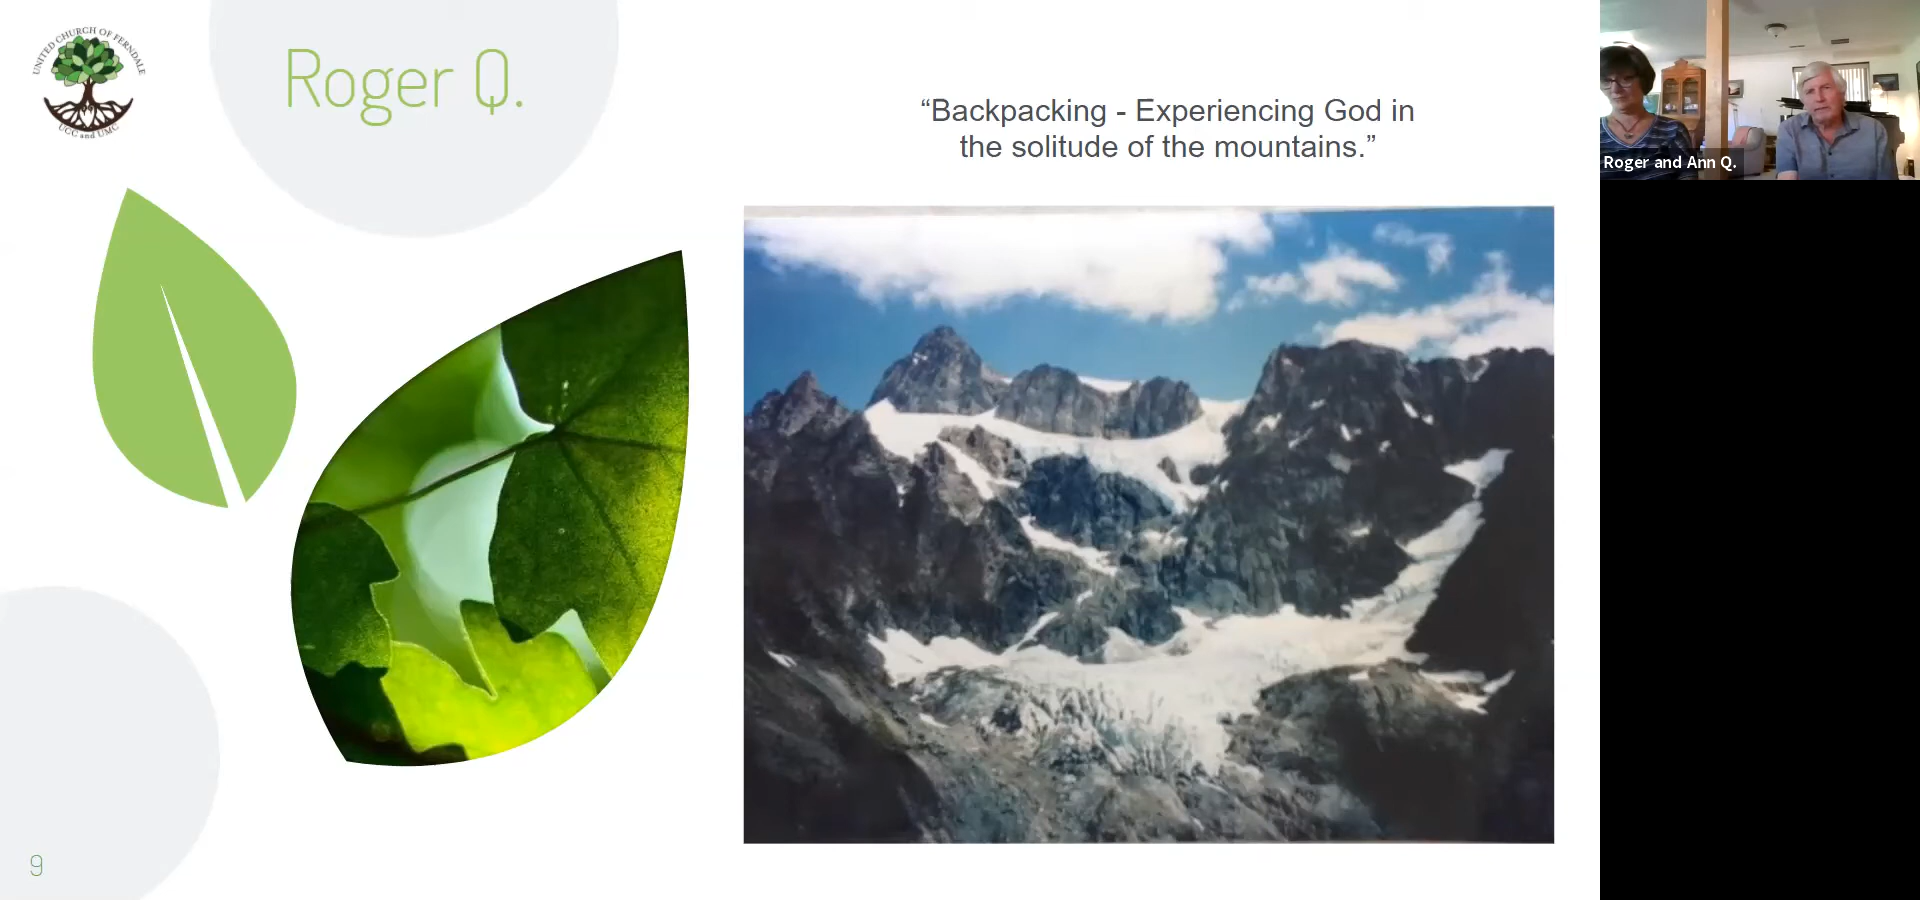 UNITED CHURCH OF FERNDALE
UCC and UMC
Roger Q.
“Backpacking - Experiencing God in
the solitude of the mountains.”
Roger and Ann Q.
9